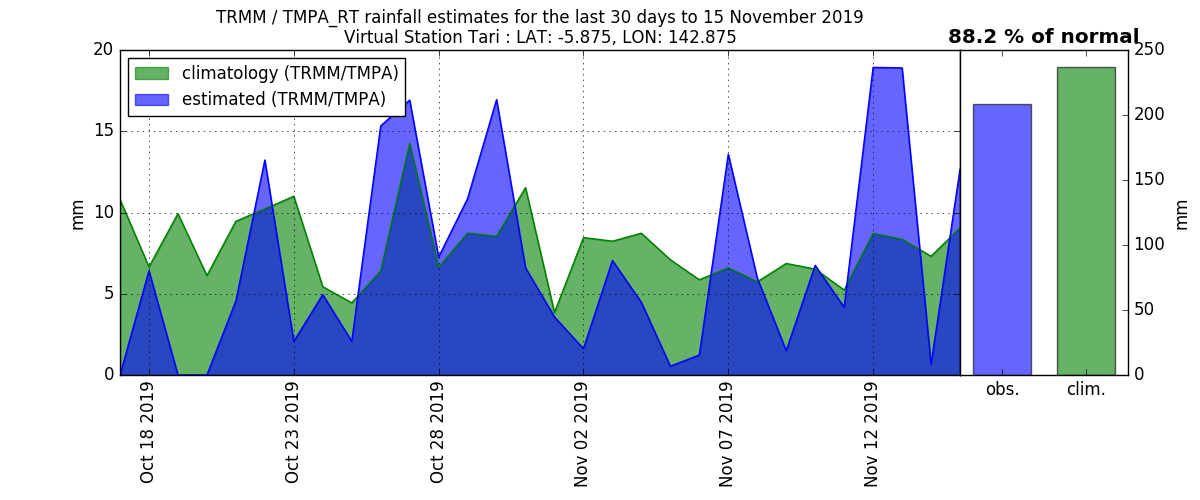 TRMM / TMPA_RT rainfall estimates for the last 30 days to 15 November 2019
Virtual Station Tari : LAT: -5.875, LON: 142.875
88.2 % of normal
climatology (TRMM/TMPA)
estimated (TRMM/TMPA)
20
15
10
5
0
mm
250
200
150
100
50
0
mm
Oct 18 2019
Oct 23 2019
Oct 28 2019
Nov 02 2019
Nov 07 2019
Nov 12 2019
obs.
clim.